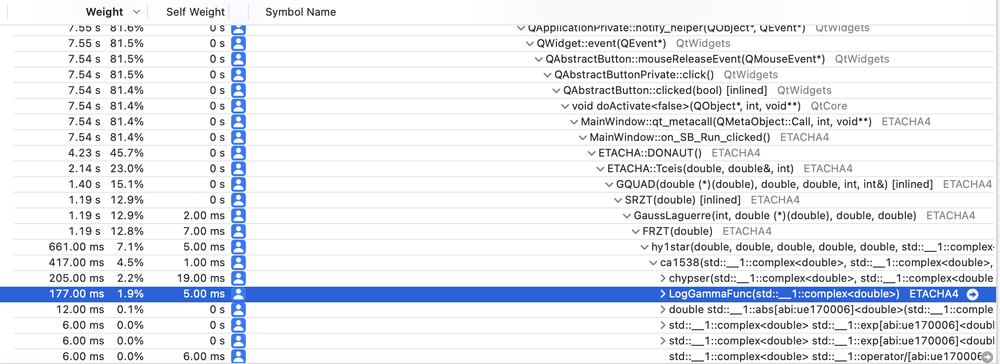 Weight Self Weight Symbol Name
7.55 s 81.6% 0 s QApplicationPrivate::notify_helper(QObject*, QEvent*) QtWidgets
7.55 s 81.5% 0 s QWidget::event(QEvent*) QtWidgets
7.54 s 81.5% 0 s QAbstractButton::mouseReleaseEvent(QMouseEvent*) QtWidgets
7.54 s 81.5% 0 s QAbstractButtonPrivate::click() QtWidgets
7.54 s 81.4% 0 s QAbstractButton::clicked(bool) [inlined] QtWidgets
7.54 s 81.4% 0 s void doActivate<false>(QObject*, int, void**) QtCore
7.54 s 81.4% 0 s MainWindow::qt_metacall(QMetaObject::Call, int, void**) ETACHA4
7.54 s 81.4% 0 s MainWindow::on_SB_Run_clicked() ETACHA4
4.23 s 45.7% 0 s ETACHA::DONAUT() ETACHA4
2.14 s 23.0% 0 s ETACHA::Tceis(double, double&, int) ETACHA4
1.40 s 15.1% 0 s GQUAD(double (*)(double), double, double, int, int&) [inlined] ETACHA4
1.19 s 12.9% 0 s SRZT(double) [inlined] ETACHA4
1.19 s 12.9% 2.00 ms GaussLaguerre(int, double (*)(double), double, double) ETACHA4
1.19 s 12.8% 7.00 ms FRZT(double) ETACHA4
661.00 ms 7.1% 5.00 ms hy1star(double, double, double, double, double, std::__1::complex<
417.00 ms 4.5% 1.00 ms ca1538(std::__1::complex<double>, std::__1::complex<double>,
205.00 ms 2.2% 19.00 ms chypser(std::__1::complex<double>, std::__1::complex<double
177.00 ms 1.9% 5.00 ms LogGammaFunc(std::__1::complex<double>) ETACHA4
12.00 ms 0.1% 0 s double std::__1::abs[abi:ue170006]<double>(std::__1::comple
6.00 ms 0.0% 0 s std::__1::complex<double> std::__1::exp[abi:ue170006]<doubl
6.00 ms 0.0% 0 s std::__1::complex<double> std::__1::exp[abi:ue170006]<doubl
6.00 ms 0.0% 6.00 ms std::__1::complex<double> std::__1::operator/[abi:ue170006